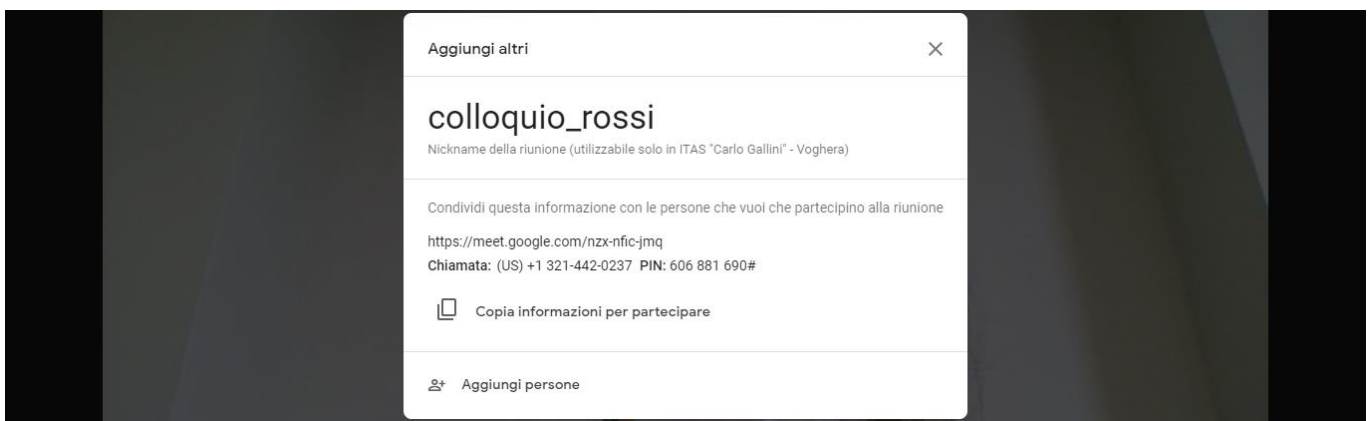 Aggiungi altri
colloquio_rossi
Nickname della riunione (utilizzabile solo in ITAS "Carlo Gallini" - Voghera)
Condividi questa informazione con le persone che vuoi che partecipino alla riunione
https://meet.google.com/nzx-nfic-jmq
Chiamata: (US) +1 321-442-0237 PIN: 606 881 690#
Copia informazioni per partecipare
Aggiungi persone